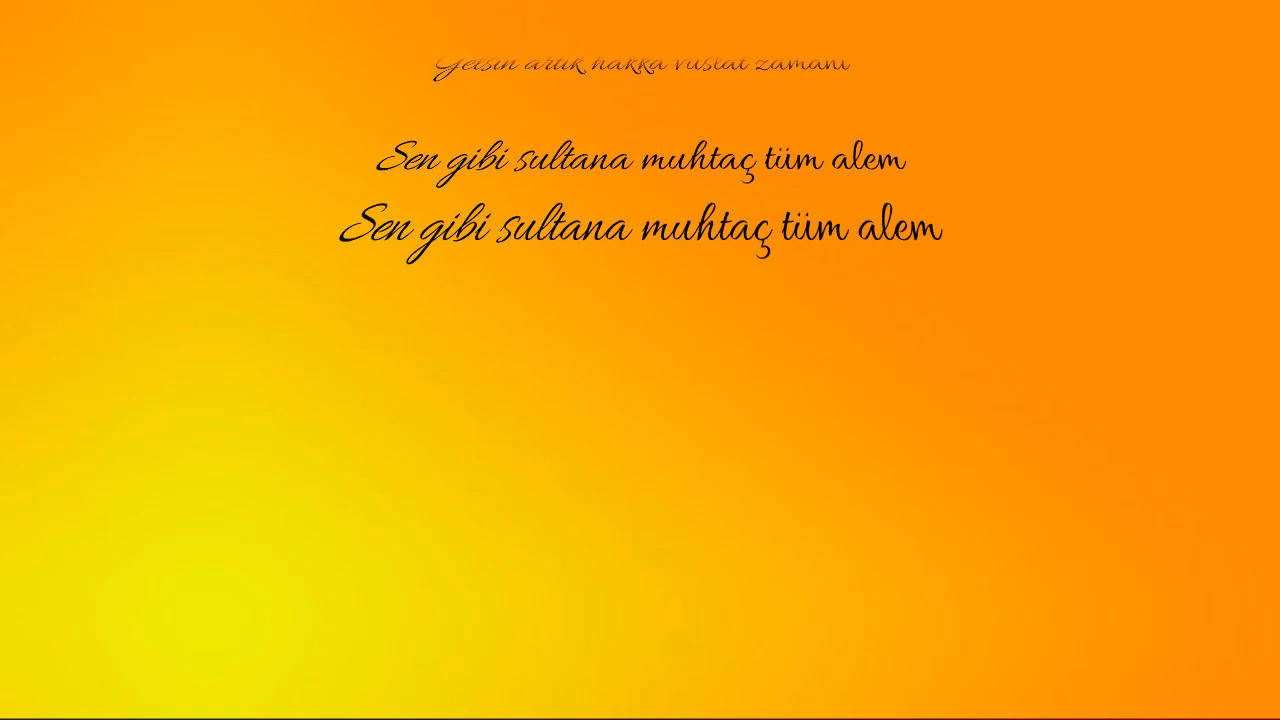 Gelsin artık hakka vuslat zamanı
Sen gibi sultana muhtaç tüm alem
Sen gibi sultana muhtaç tüm alem